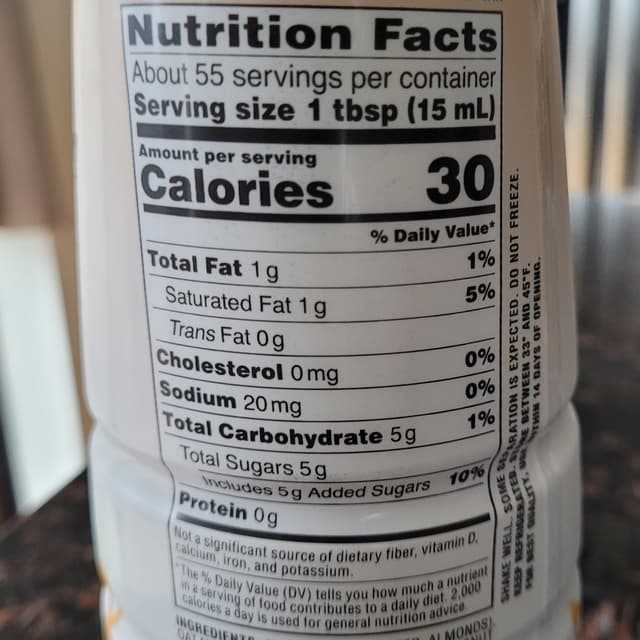 Nutrition Facts
About 55 servings per container
Serving size 1 tbsp (15 mL)
Amount per serving
Calories 30
% Daily Value*
Total Fat 1g 1%
Saturated Fat 1g 5%
Trans Fat 0g
Cholesterol 0mg 0%
Sodium 20mg 0%
Total Carbohydrate 5g 1%
Total Sugars 5g
Includes 5g Added Sugars 10%
Protein 0g
Not a significant source of dietary fiber, vitamin D,
calcium, iron, and potassium.
*The % Daily Value (DV) tells you how much a nutrient
in a serving of food contributes to a daily diet. 2,000
calories a day is used for general nutrition advice.
INGREDIENTS
ALMONDS),
SHAKE WELL. SOME SEPARATION IS EXPECTED. DO NOT FREEZE.
KEEP REFRIGERATED. BETWEEN 33° AND 45°F.
FOR BEST QUALITY, WITHIN 14 DAYS OF OPENING.